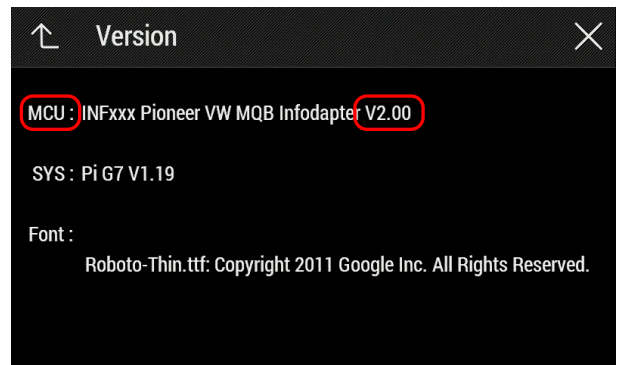 Version
MCU : INFxxx Pioneer VW MQB Infodapter V2.00
SYS : Pi G7 V1.19
Font :
Roboto-Thin.ttf: Copyright 2011 Google Inc. All Rights Reserved.